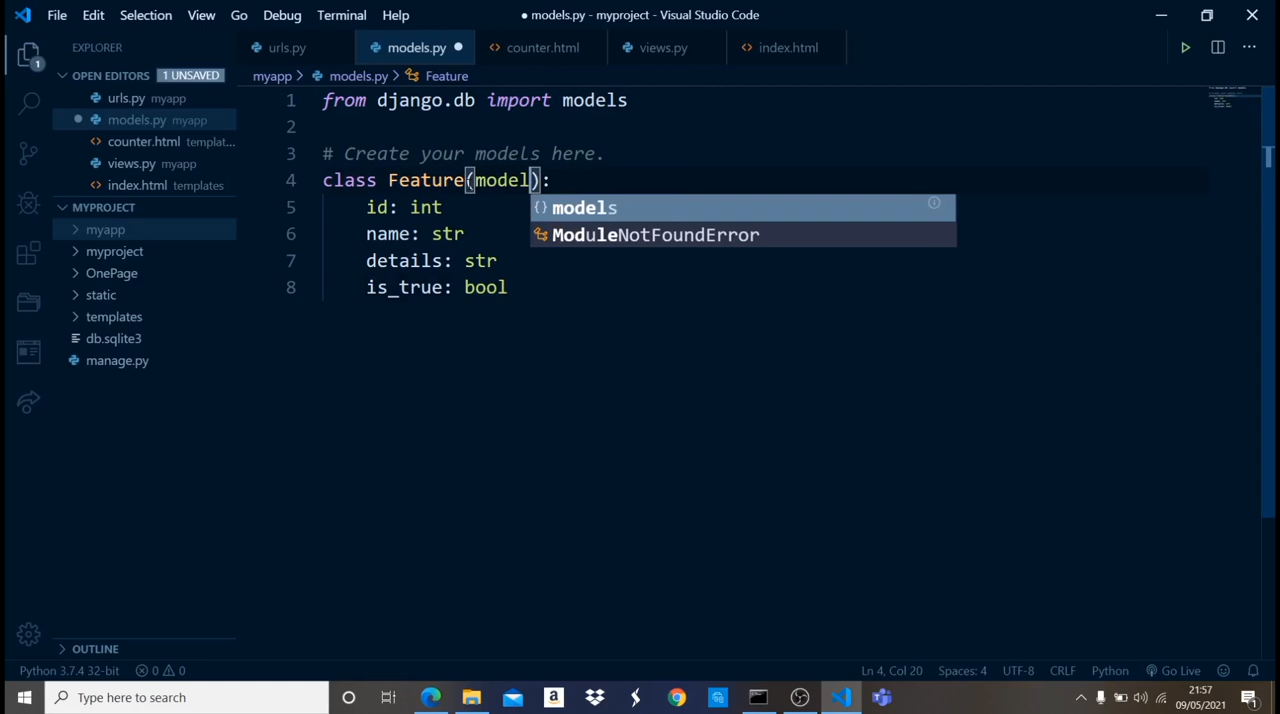 File Edit Selection View Go Debug Terminal Help
● models.py - myproject - Visual Studio Code
EXPLORER
OPEN EDITORS 1 UNSAVED
urls.py myapp
models.py myapp
counter.html templat...
views.py myapp
index.html templates
MYPROJECT
myapp
myproject
OnePage
static
templates
db.sqlite3
manage.py
OUTLINE
1
urls.py models.py counter.html views.py index.html
myapp > models.py > Feature
1 from django.db import models
2
3 # Create your models here.
4 class Feature(model):
5 id: int
6 name: str
7 details: str
8 is_true: bool
{} models
ModuleNotFoundError
Python 3.7.4 32-bit 0 0 Ln 4, Col 20 Spaces: 4 UTF-8 CRLF Python Go Live
Type here to search
21:57
09/05/2021
1